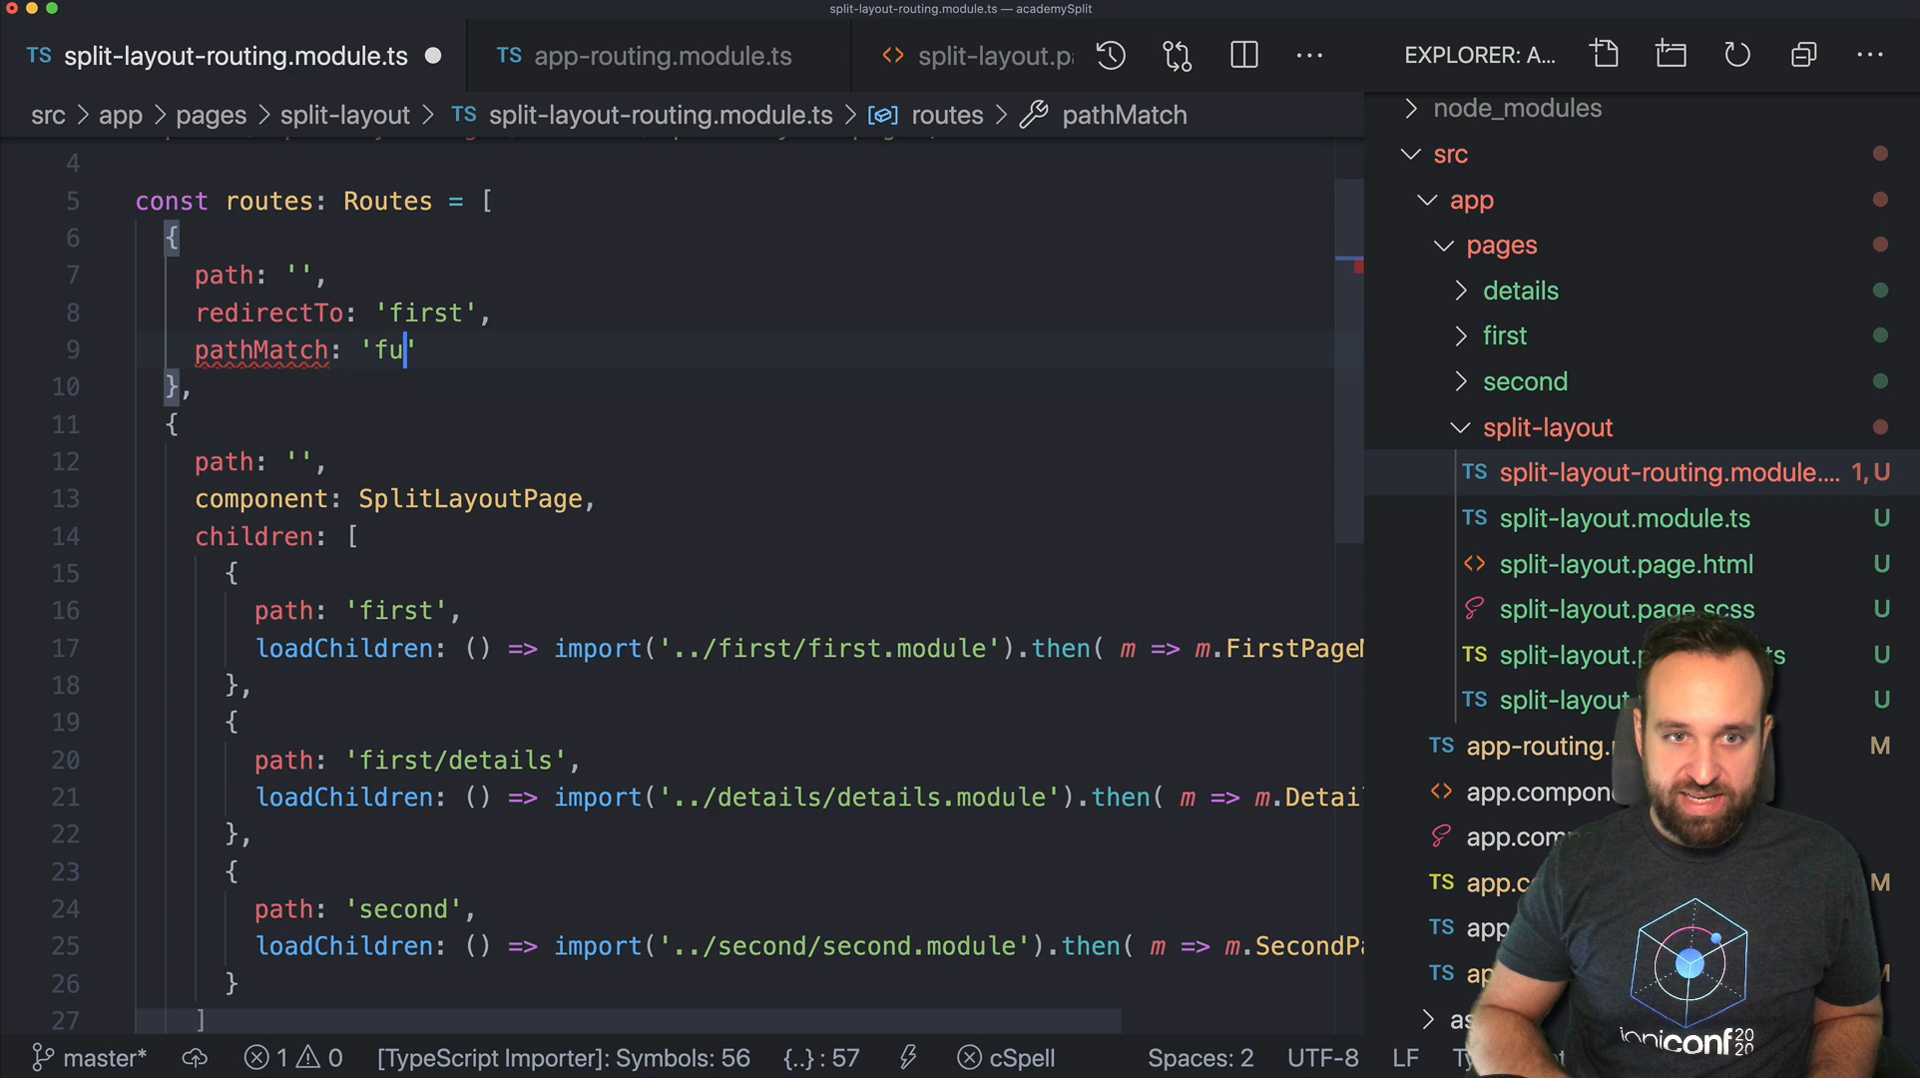 split-layout-routing.module.ts — academySplit
TS split-layout-routing.module.ts
TS app-routing.module.ts
split-layout.pa
EXPLORER: A...
src > app > pages > split-layout > TS split-layout-routing.module.ts > routes > pathMatch
4
5 const routes: Routes = [
6 {
7 path: '',
8 redirectTo: 'first',
9 pathMatch: 'fu'
10 },
11 {
12 path: '',
13 component: SplitLayoutPage,
14 children: [
15 {
16 path: 'first',
17 loadChildren: () => import('../first/first.module').then( m => m.FirstPageM
18 },
19 {
20 path: 'first/details',
21 loadChildren: () => import('../details/details.module').then( m => m.Detail
22 },
23 {
24 path: 'second',
25 loadChildren: () => import('../second/second.module').then( m => m.SecondPa
26 }
27 ]
node_modules
src
app
pages
details
first
second
split-layout
TS split-layout-routing.module.... 1, U
TS split-layout.module.ts U
split-layout.page.html U
split-layout.page.scss U
TS split-layout.p ts U
TS split-layout U
TS app-routing. M
app.compon
app.com
TS app.c M
TS app
TS app
as
ioniconf 2020
master* 1 0 [TypeScript Importer]: Symbols: 56 {..} : 57 cSpell Spaces: 2 UTF-8 LF Ty